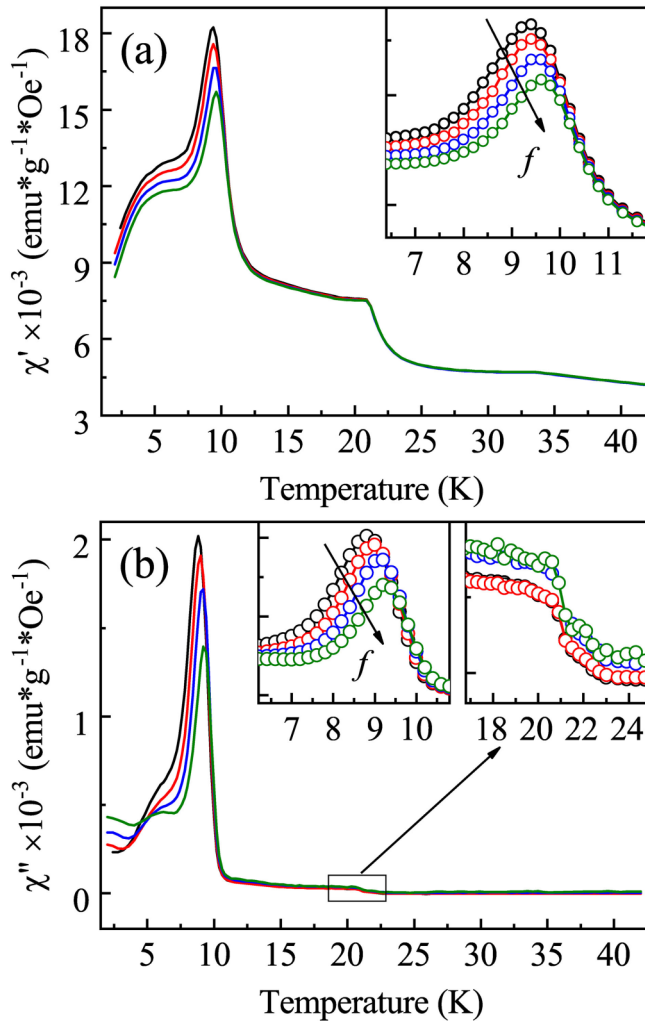 (a)
18
15
12
9
6
3
χ' ×10⁻³ (emu*g⁻¹*Oe⁻¹)
f
7 8 9 10 11
5 10 15 20 25 30 35 40
Temperature (K)
(b)
2
1
0
χ'' ×10⁻³ (emu*g⁻¹*Oe⁻¹)
f
7 8 9 10
18 20 22 24
5 10 15 20 25 30 35 40
Temperature (K)